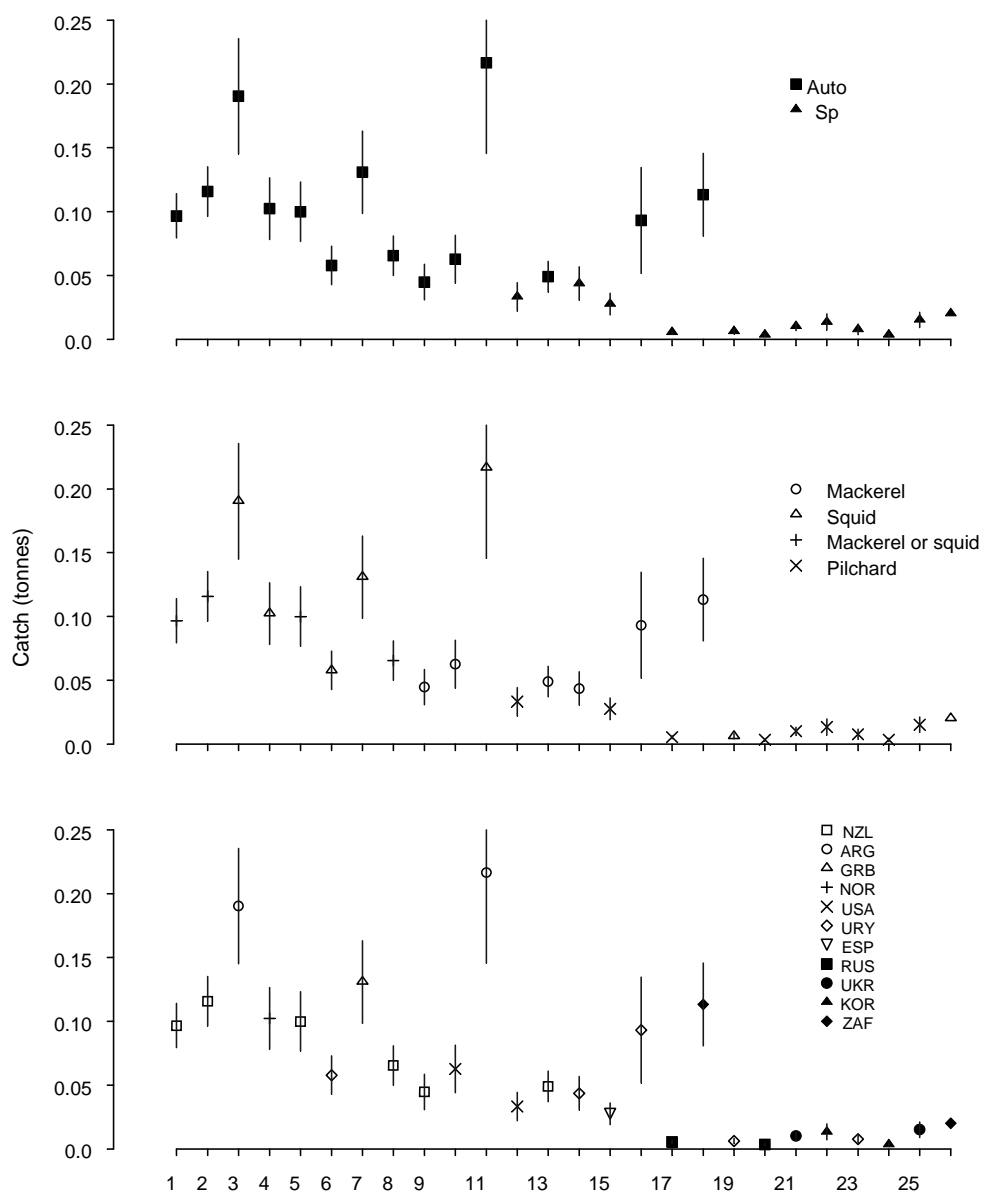 0.25
0.20
0.15
0.10
0.05
0.0
Auto
Sp
0.25
0.20
0.15
0.10
0.05
0.0
Catch (tonnes)
Mackerel
Squid
Mackerel or squid
Pilchard
0.25
0.20
0.15
0.10
0.05
0.0
NZL
ARG
GRB
NOR
USA
URY
ESP
RUS
UKR
KOR
ZAF
1 2 3 4 5 6 7 8 9 11 13 15 17 19 21 23 25